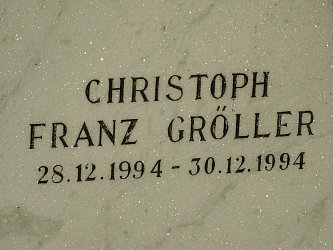 CHRISTOPH
FRANZ GRÖLLER
28.12.1994 - 30.12.1994